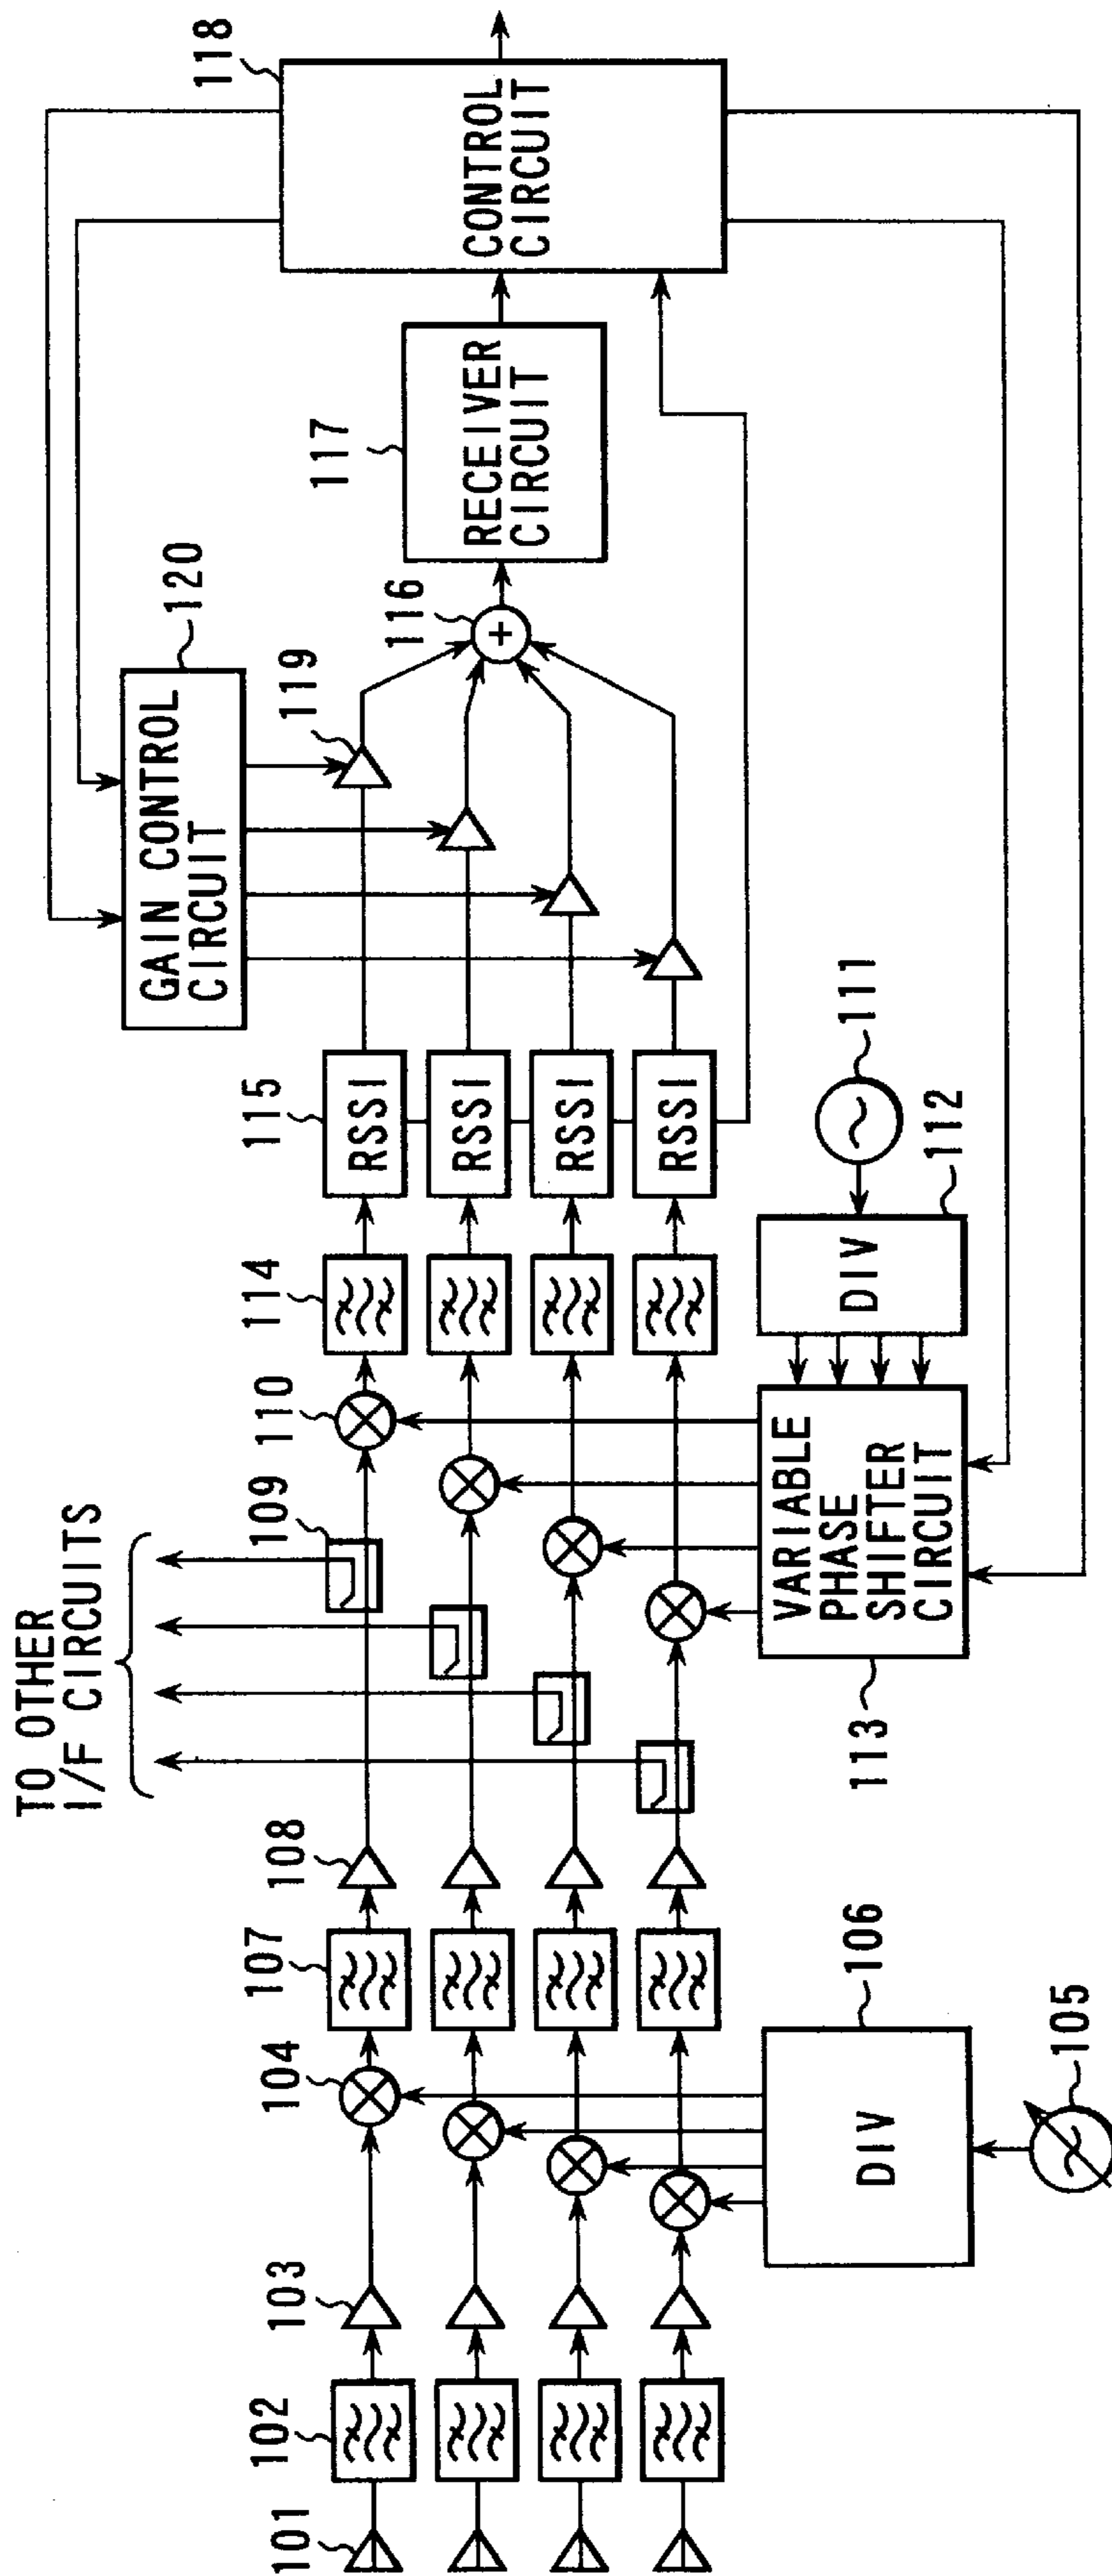 TO OTHER
I/F CIRCUITS
GAIN CONTROL
CIRCUIT
120
118
CONTROL
CIRCUIT
117
RECEIVER
CIRCUIT
116
+
119
101
102
103
104
107
108
109
110
114
115
RSSI
RSSI
RSSI
RSSI
DIV
106
105
113
VARIABLE
PHASE
SHIFTER
CIRCUIT
DIV
112
111